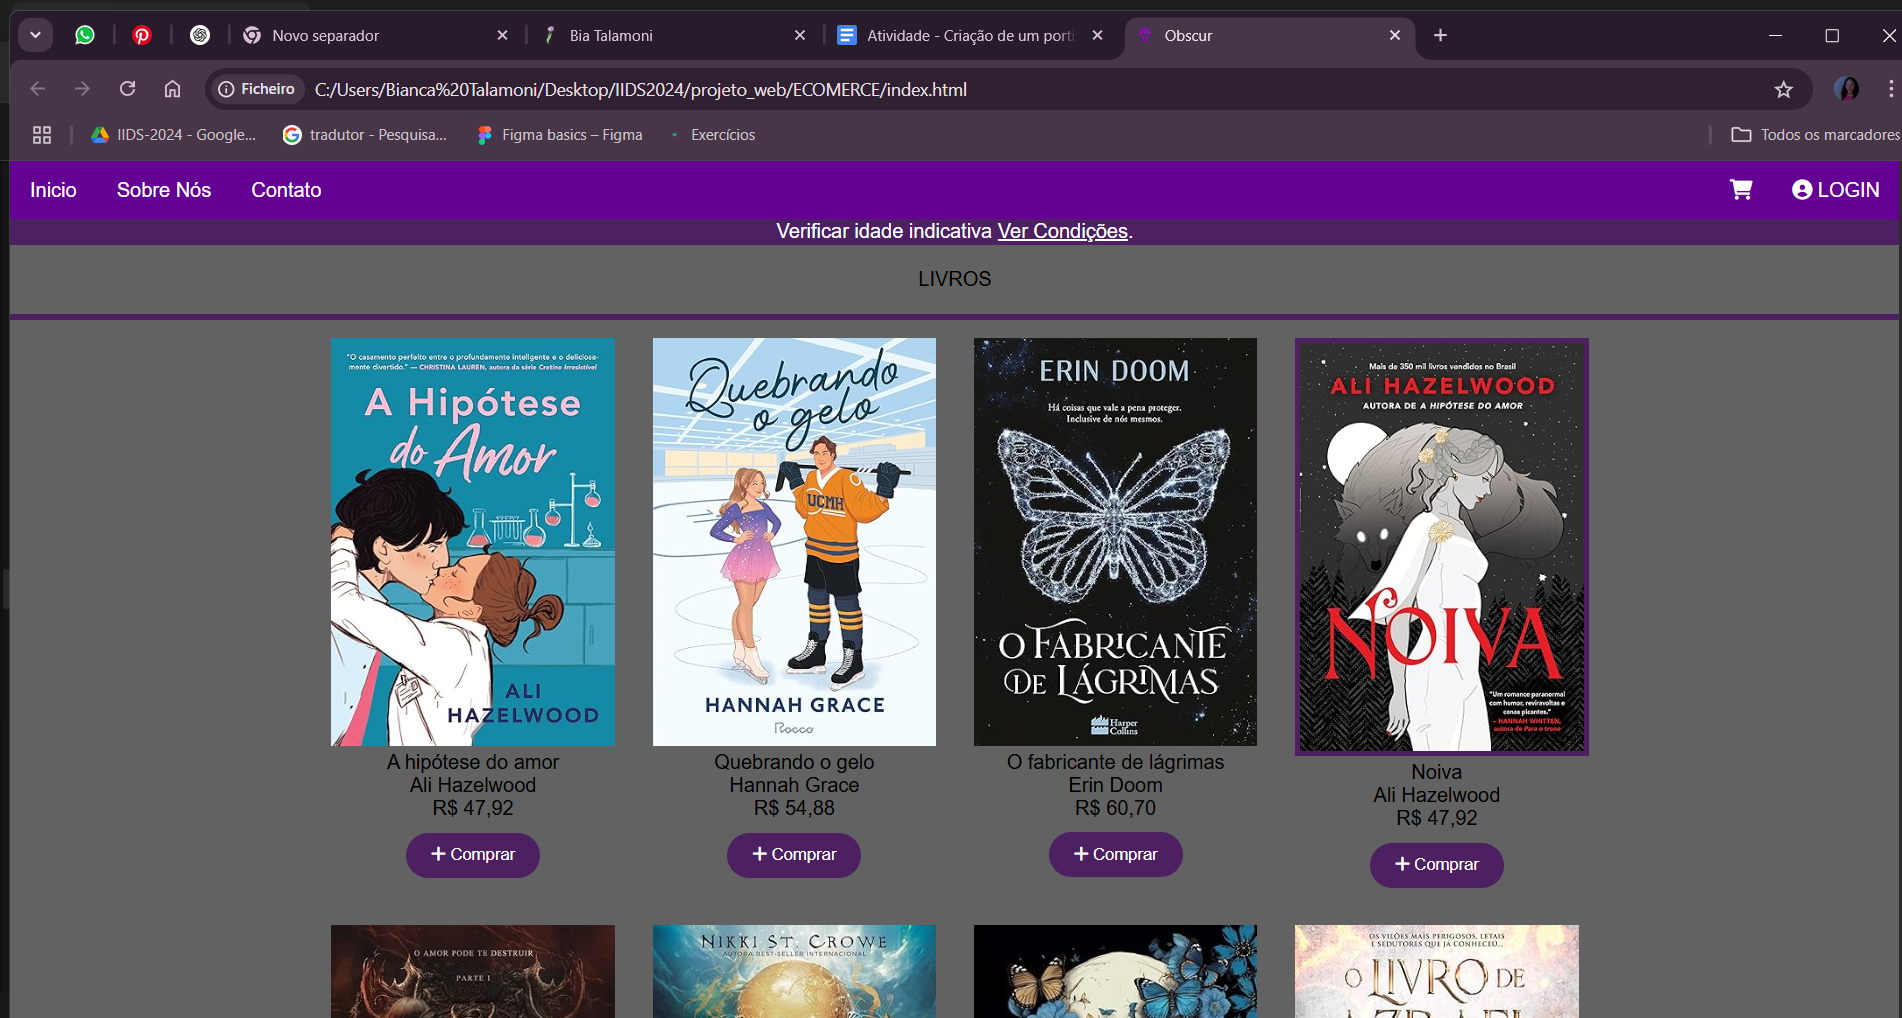 Novo separador
Bia Talamoni
Atividade - Criação de um porti
Obscur
Ficheiro
C:/Users/Bianca%20Talamoni/Desktop/IIDS2024/projeto_web/ECOMERCE/index.html
IIDS-2024 - Google...
tradutor - Pesquisa...
Figma basics – Figma
Exercícios
Todos os marcadores
Inicio
Sobre Nós
Contato
LOGIN
Verificar idade indicativa Ver Condições.
LIVROS
"O casamento perfeito entre o profundamente inteligente e o deliciosa-
mente divertido." — CHRISTINA LAUREN, autora da série Cretino Irresistível
A Hipótese
do Amor
ALI
HAZELWOOD
A hipótese do amor
Ali Hazelwood
R$ 47,92
+ Comprar
Quebrando
o gelo
UCMH
HANNAH GRACE
Rocco
Quebrando o gelo
Hannah Grace
R$ 54,88
+ Comprar
ERIN DOOM
Há coisas que vale a pena proteger.
Inclusive de nós mesmos.
O FABRICANTE
DE LÁGRIMAS
Harper
Collins
O fabricante de lágrimas
Erin Doom
R$ 60,70
+ Comprar
Mais de 350 mil livros vendidos no Brasil
ALI HAZELWOOD
AUTORA DE A HIPÓTESE DO AMOR
NOIVA
"Um romance paranormal
com humor, reviravoltas e
cenas picantes."
– HANNAH WHITTEN,
autora de Para o trono
Noiva
Ali Hazelwood
R$ 47,92
+ Comprar
O AMOR PODE TE DESTRUIR
PARTE I
NIKKI ST. CROWE
AUTORA BEST-SELLER INTERNACIONAL
OS VILÕES MAIS PERIGOSOS, LETAIS
E SEDUTORES QUE JÁ CONHECEU...
O LIVRO DE
AZRAEL